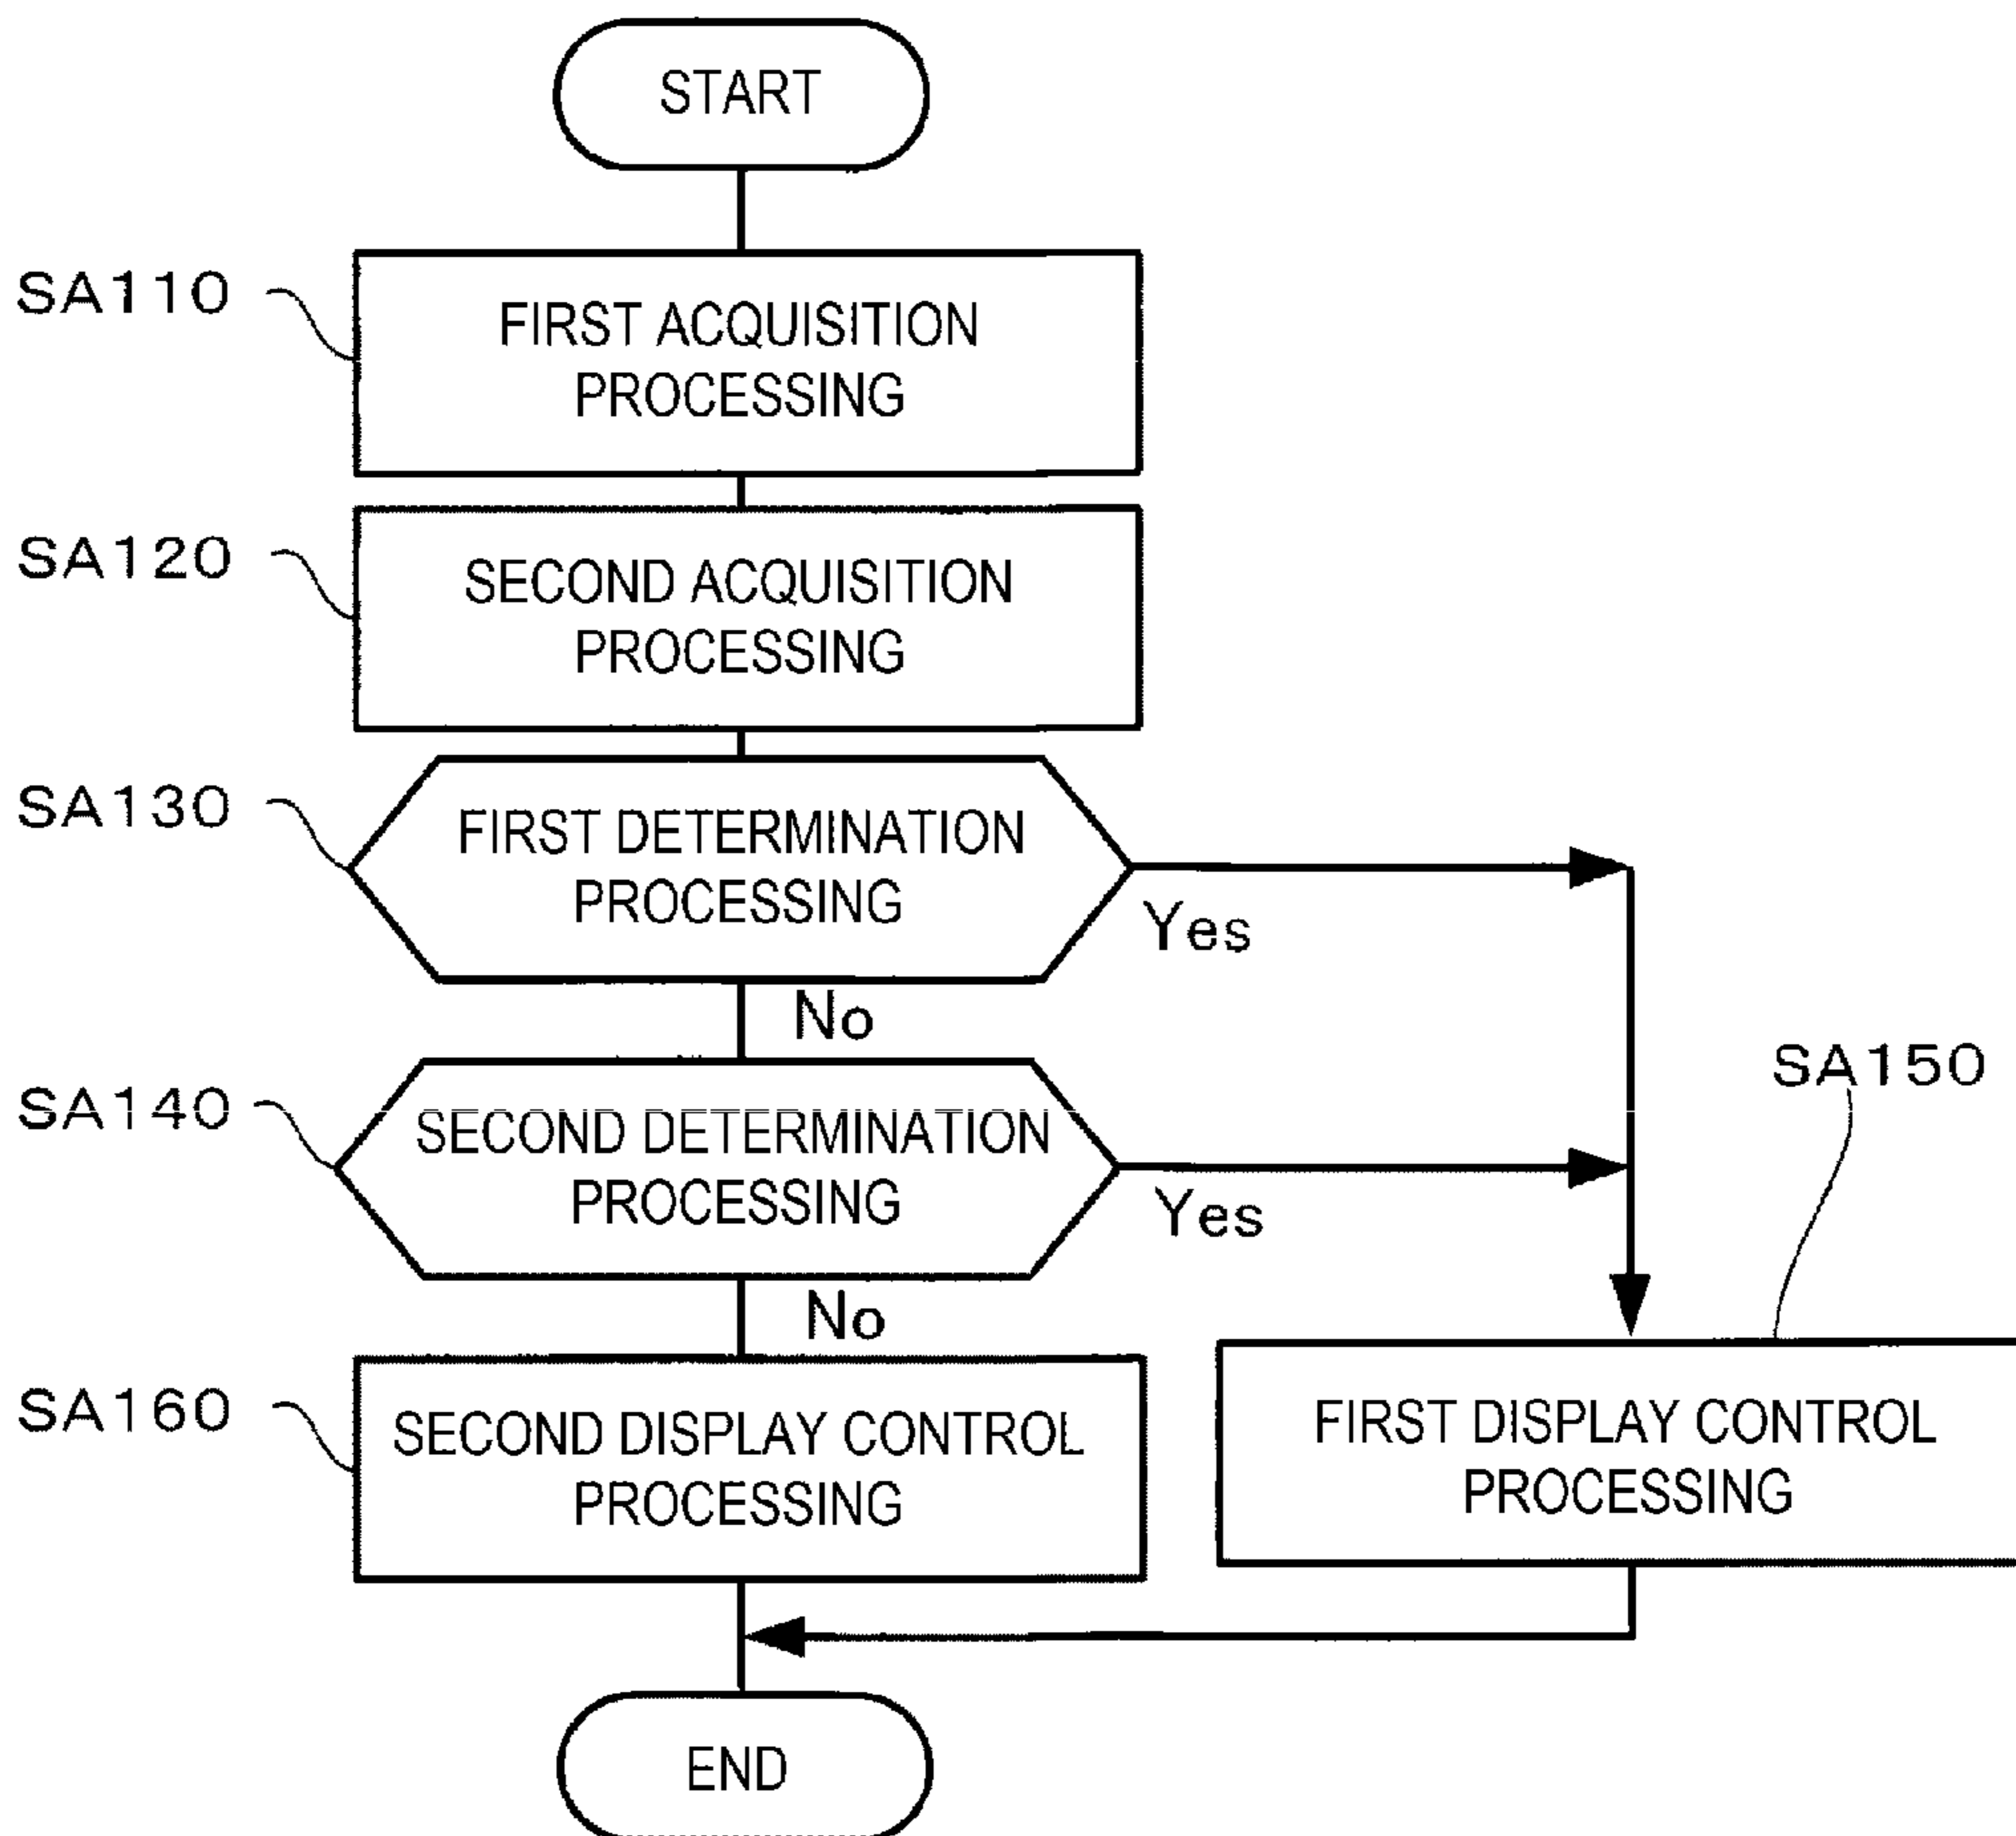 START
SA110
FIRST ACQUISITION
PROCESSING
SA120
SECOND ACQUISITION
PROCESSING
SA130
FIRST DETERMINATION
PROCESSING
Yes
No
SA140
SECOND DETERMINATION
PROCESSING
Yes
No
SA150
FIRST DISPLAY CONTROL
PROCESSING
SA160
SECOND DISPLAY CONTROL
PROCESSING
END